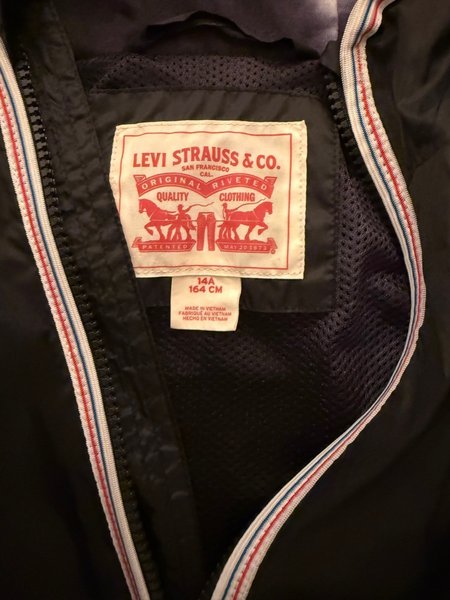 LEVI STRAUSS & CO.
SAN FRANCISCO
CAL.
ORIGINAL RIVETED
QUALITY CLOTHING
PATENTED MAY 20 1873
14A
164 CM
MADE IN VIETNAM
FABRIQUÉ AU VIETNAM
HECHO EN VIETNAM